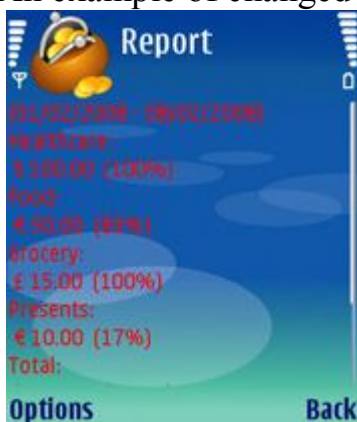 An example of changed
Report
(01/02/2008 - 08/02/2008)
Healthcare:
$ 100.00 (100%)
Food:
€ 50.00 (83%)
Grocery:
£ 15.00 (100%)
Presents:
€ 10.00 (17%)
Total:
Options Back